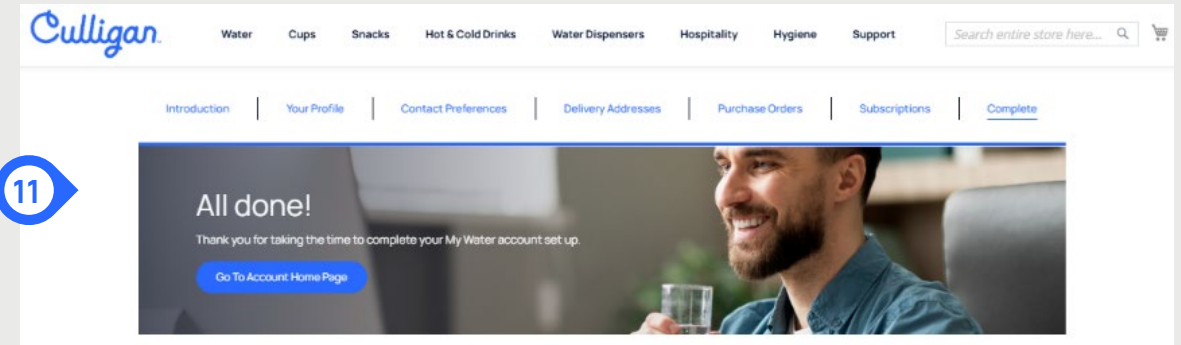 Culligan.
Water Cups Snacks Hot & Cold Drinks Water Dispensers Hospitality Hygiene Support Search entire store here...
Introduction Your Profile Contact Preferences Delivery Addresses Purchase Orders Subscriptions Complete
11
All done!
Thank you for taking the time to complete your My Water account set up.
Go To Account Home Page